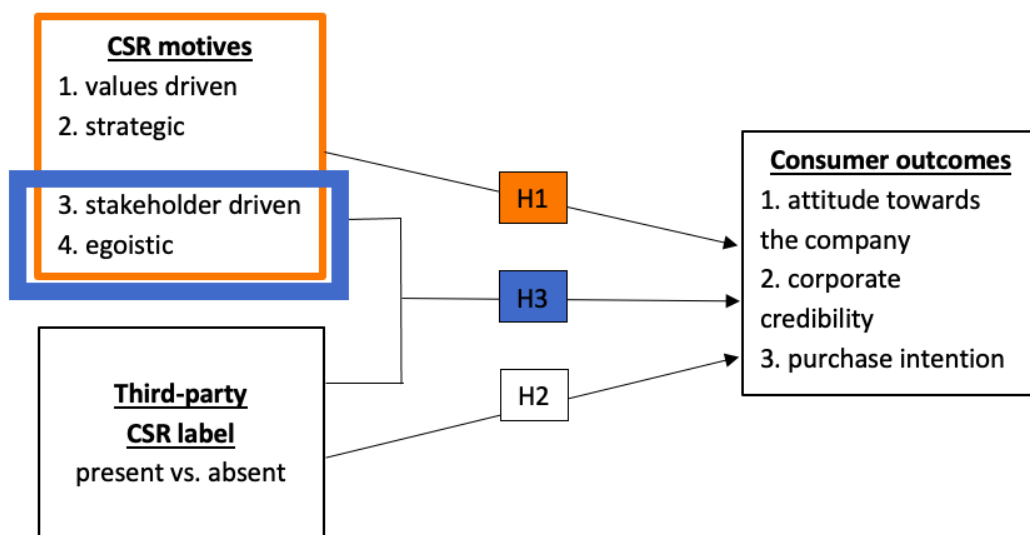 CSR motives
1. values driven
2. strategic
3. stakeholder driven
4. egoistic
Third-party
CSR label
present vs. absent
H1
H3
H2
Consumer outcomes
1. attitude towards
the company
2. corporate
credibility
3. purchase intention